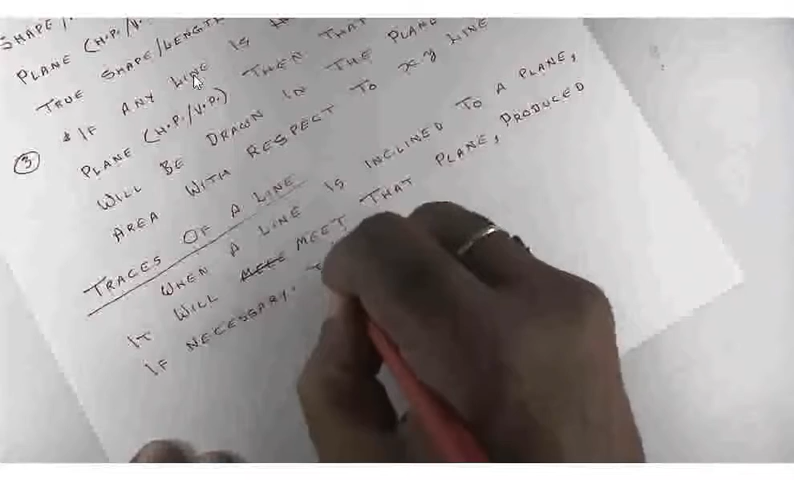 SHAPE/
PLANE (H.P./V.
TRUE SHAPE/LENGTH
* IF ANY LINE IS
③ PLANE (H.P./V.P.) THEN THAT
WILL BE DRAWN IN THE PLANE
AREA WITH RESPECT TO x-y LINE
TRACES OF A LINE
WHEN A LINE IS INCLINED TO A PLANE,
IT WILL MEET THAT PLANE, PRODUCED
IF NECESSARY. T